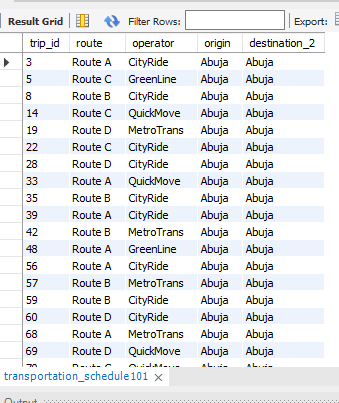 Result Grid Filter Rows: Export:
trip_id route operator origin destination_2
3 Route A CityRide Abuja Abuja
5 Route C GreenLine Abuja Abuja
8 Route B CityRide Abuja Abuja
14 Route C QuickMove Abuja Abuja
19 Route D MetroTrans Abuja Abuja
22 Route C CityRide Abuja Abuja
28 Route D CityRide Abuja Abuja
33 Route A QuickMove Abuja Abuja
35 Route B CityRide Abuja Abuja
39 Route A CityRide Abuja Abuja
42 Route B MetroTrans Abuja Abuja
48 Route A GreenLine Abuja Abuja
56 Route A CityRide Abuja Abuja
57 Route B MetroTrans Abuja Abuja
59 Route B CityRide Abuja Abuja
60 Route D CityRide Abuja Abuja
68 Route A MetroTrans Abuja Abuja
69 Route D QuickMove Abuja Abuja
Route C QuickMove Abuja Abuja
transportation_schedule101
Output